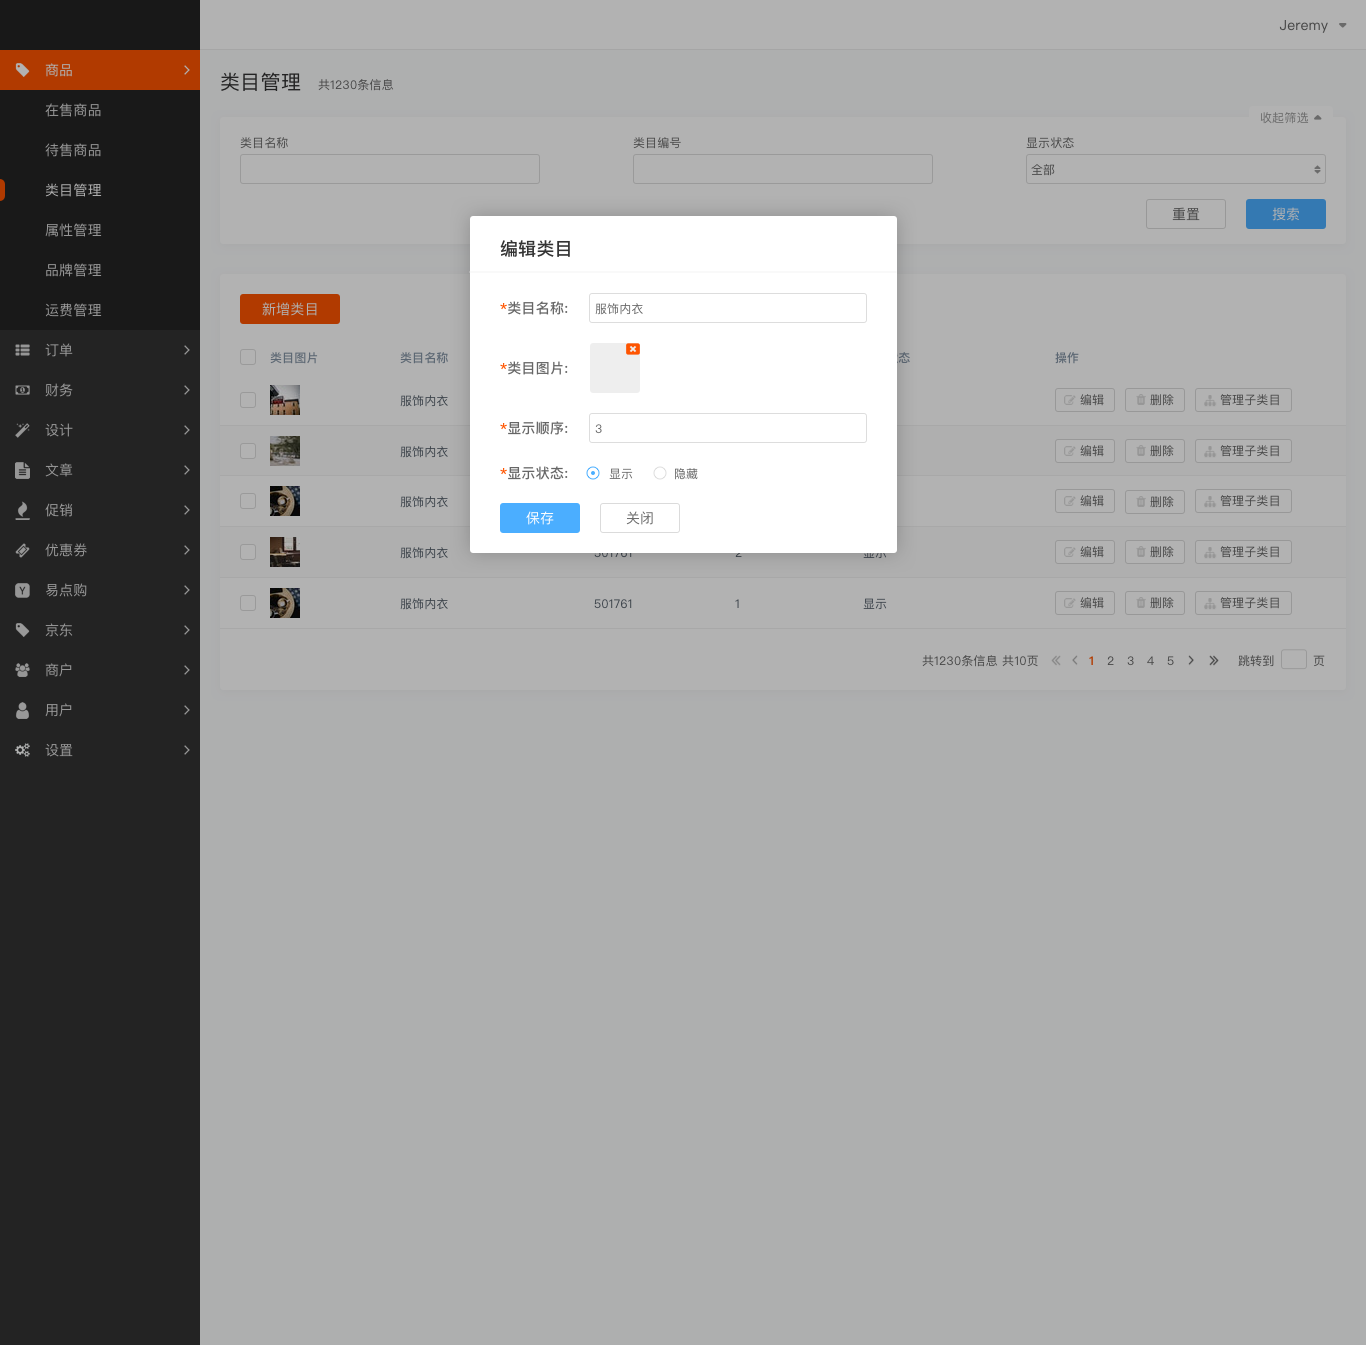 Jeremy
商品
在售商品
待售商品
类目管理
属性管理
品牌管理
运费管理
订单
财务
设计
文章
促销
优惠券
易点购
京东
商户
用户
设置
类目管理 共1230条信息
收起筛选
类目名称 类目编号 显示状态
全部
重置 搜索
新增类目
类目图片 类目名称 态 操作
服饰内衣 编辑 删除 管理子类目
服饰内衣 编辑 删除 管理子类目
服饰内衣 编辑 删除 管理子类目
服饰内衣 501761 2 显示 编辑 删除 管理子类目
服饰内衣 501761 1 显示 编辑 删除 管理子类目
共1230条信息 共10页 1 2 3 4 5 跳转到 页
编辑类目
*类目名称: 服饰内衣
*类目图片:
*显示顺序: 3
*显示状态: 显示 隐藏
保存 关闭